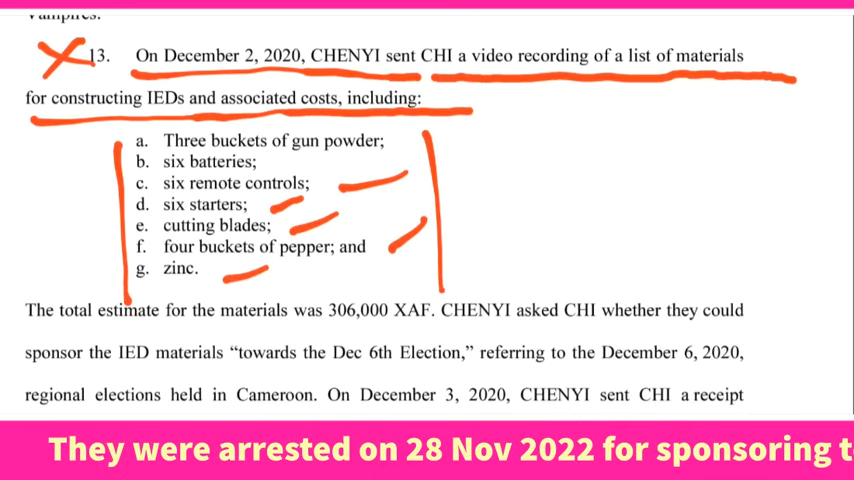 Vampires.
13. On December 2, 2020, CHENYI sent CHI a video recording of a list of materials
for constructing IEDs and associated costs, including:
a. Three buckets of gun powder;
b. six batteries;
c. six remote controls;
d. six starters;
e. cutting blades;
f. four buckets of pepper; and
g. zinc.
The total estimate for the materials was 306,000 XAF. CHENYI asked CHI whether they could
sponsor the IED materials “towards the Dec 6th Election,” referring to the December 6, 2020,
regional elections held in Cameroon. On December 3, 2020, CHENYI sent CHI a receipt
They were arrested on 28 Nov 2022 for sponsoring t